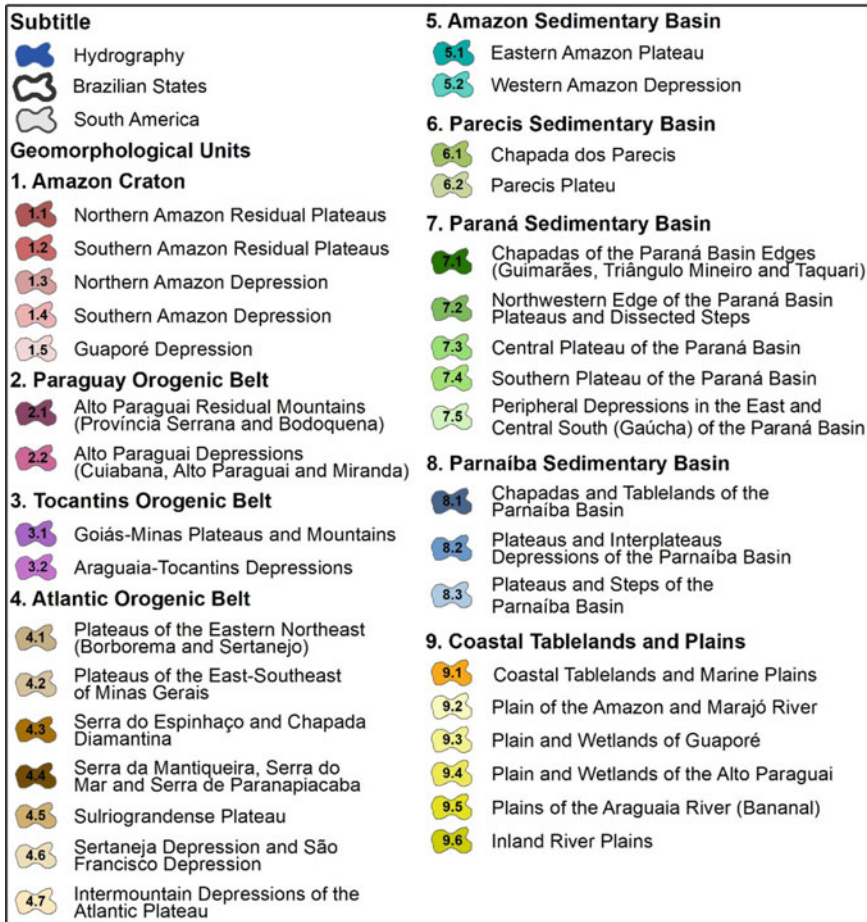 Subtitle
Hydrography
Brazilian States
South America
Geomorphological Units
1. Amazon Craton
1.1 Northern Amazon Residual Plateaus
1.2 Southern Amazon Residual Plateaus
1.3 Northern Amazon Depression
1.4 Southern Amazon Depression
1.5 Guaporé Depression
2. Paraguay Orogenic Belt
2.1 Alto Paraguai Residual Mountains
(Província Serrana and Bodoquena)
2.2 Alto Paraguai Depressions
(Cuiabana, Alto Paraguai and Miranda)
3. Tocantins Orogenic Belt
3.1 Goiás-Minas Plateaus and Mountains
3.2 Araguaia-Tocantins Depressions
4. Atlantic Orogenic Belt
4.1 Plateaus of the Eastern Northeast
(Borborema and Sertanejo)
4.2 Plateaus of the East-Southeast
of Minas Gerais
4.3 Serra do Espinhaço and Chapada
Diamantina
4.4 Serra da Mantiqueira, Serra do
Mar and Serra de Paranapiacaba
4.5 Sulriograndense Plateau
4.6 Sertaneja Depression and São
Francisco Depression
4.7 Intermountain Depressions of the
Atlantic Plateau
5. Amazon Sedimentary Basin
5.1 Eastern Amazon Plateau
5.2 Western Amazon Depression
6. Parecis Sedimentary Basin
6.1 Chapada dos Parecis
6.2 Parecis Plateu
7. Paraná Sedimentary Basin
7.1 Chapadas of the Paraná Basin Edges
(Guimarães, Triângulo Mineiro and Taquari)
7.2 Northwestern Edge of the Paraná Basin
Plateaus and Dissected Steps
7.3 Central Plateau of the Paraná Basin
7.4 Southern Plateau of the Paraná Basin
7.5 Peripheral Depressions in the East and
Central South (Gaúcha) of the Paraná Basin
8. Parnaíba Sedimentary Basin
8.1 Chapadas and Tablelands of the
Parnaíba Basin
8.2 Plateaus and Interplateaus
Depressions of the Parnaíba Basin
8.3 Plateaus and Steps of the
Parnaíba Basin
9. Coastal Tablelands and Plains
9.1 Coastal Tablelands and Marine Plains
9.2 Plain of the Amazon and Marajó River
9.3 Plain and Wetlands of Guaporé
9.4 Plain and Wetlands of the Alto Paraguai
9.5 Plains of the Araguaia River (Bananal)
9.6 Inland River Plains